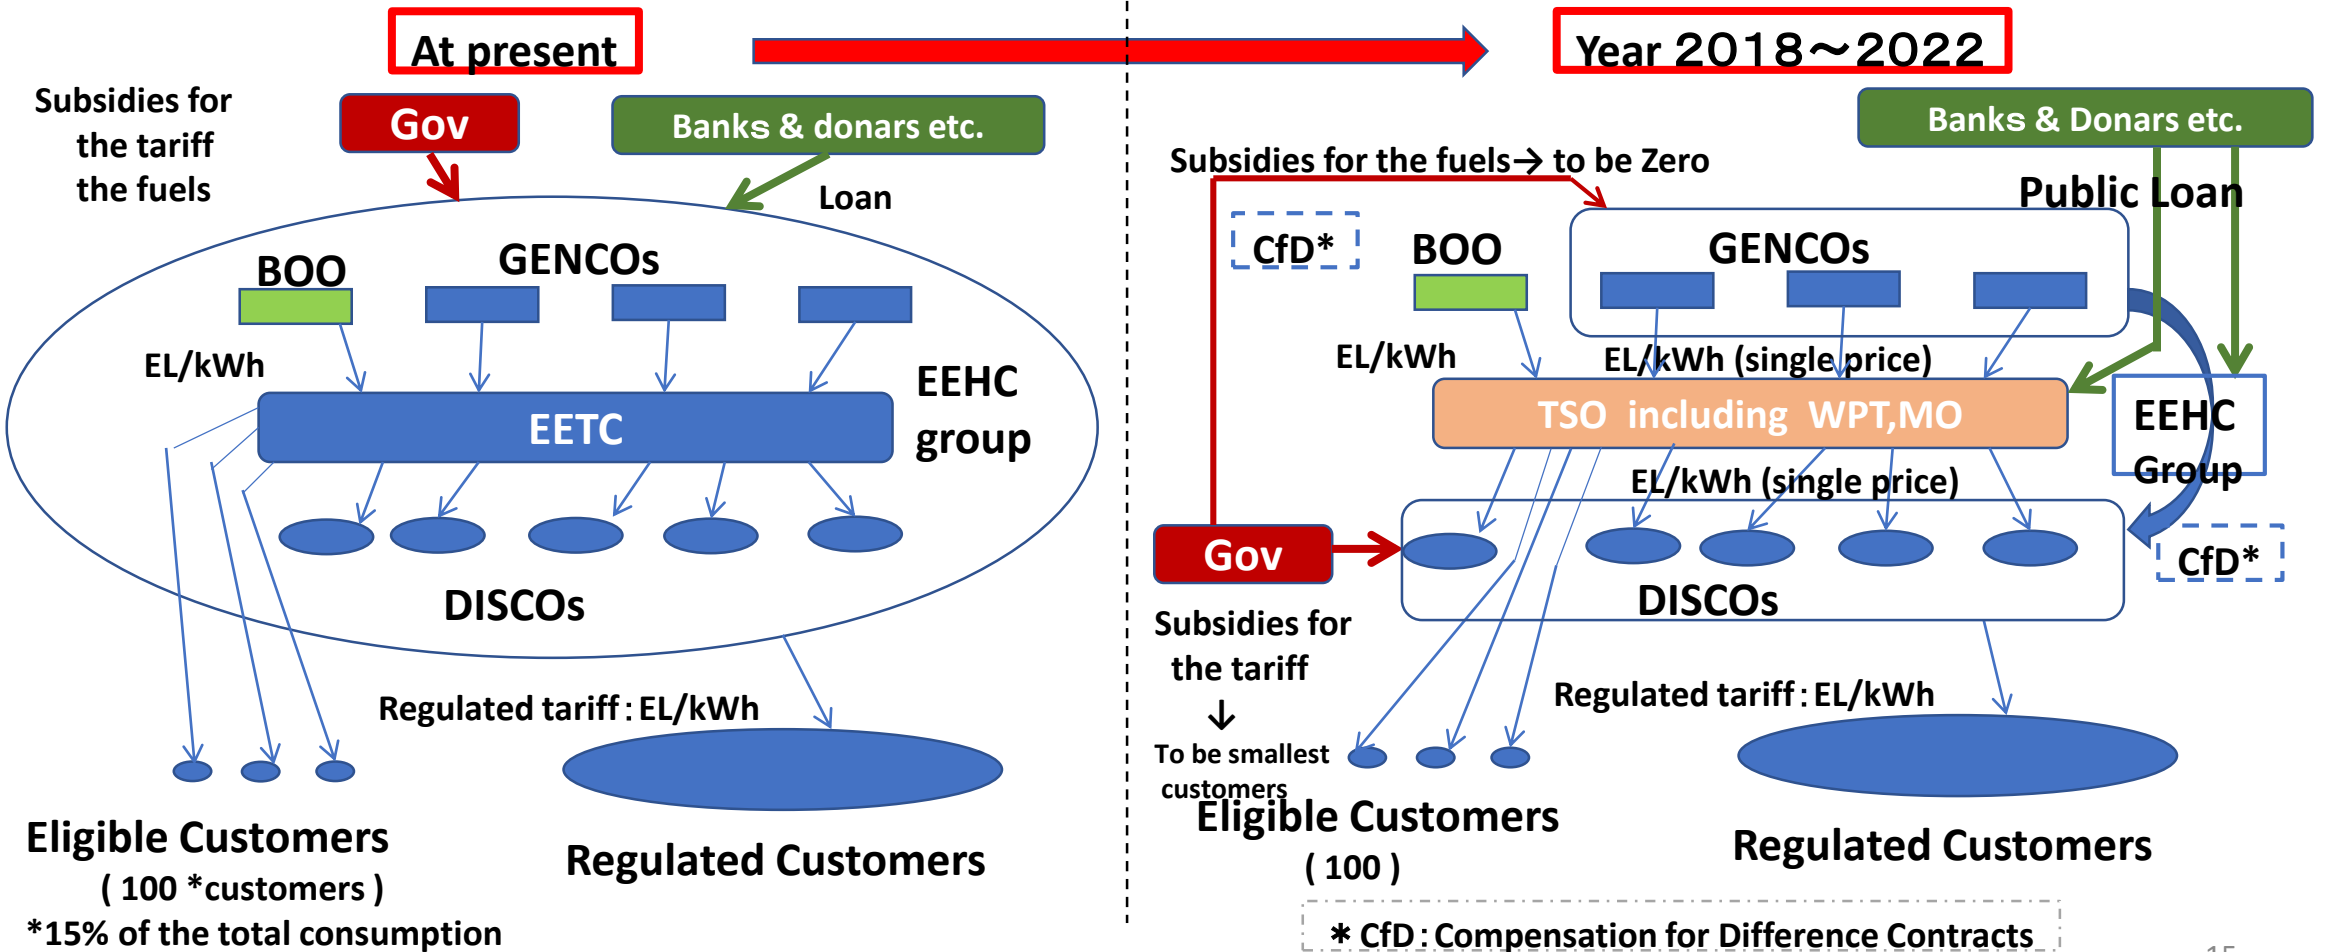 At present
Subsidies for
the tariff
the fuels
Gov
Banks & donars etc.
Loan
BOO
GENCOs
EL/kWh
EEHC
group
EETC
DISCOs
Regulated tariff：EL/kWh
Eligible Customers
( 100 *customers )
*15% of the total consumption
Regulated Customers
Year 2018～2022
Banks & Donars etc.
Subsidies for the fuels→ to be Zero
Public Loan
CfD*
BOO
GENCOs
EL/kWh
EL/kWh (single price)
TSO including WPT,MO
EEHC
Group
EL/kWh (single price)
Gov
CfD*
DISCOs
Subsidies for
the tariff
↓
To be smallest
customers
Regulated tariff：EL/kWh
Eligible Customers
( 100 )
Regulated Customers
* CfD：Compensation for Difference Contracts
15